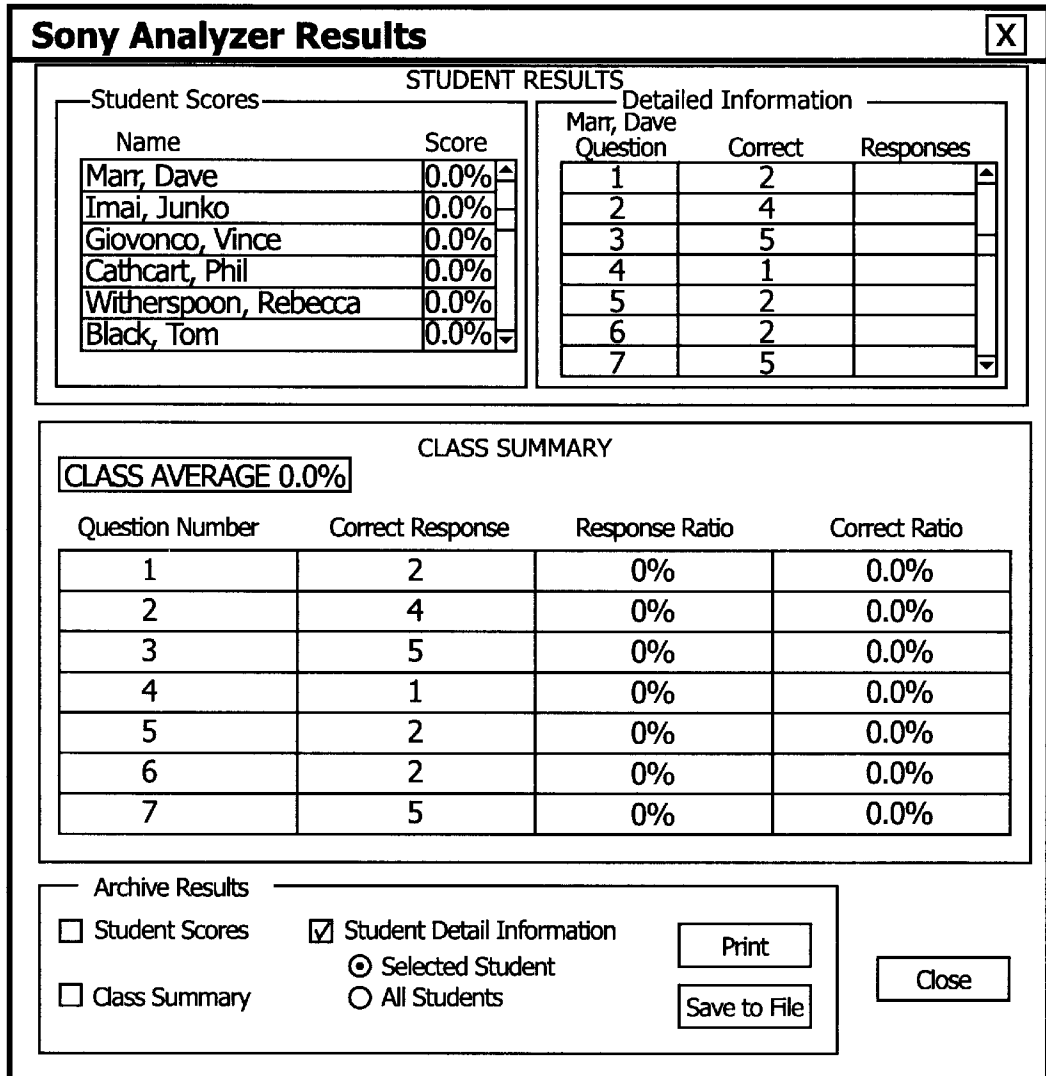 Sony Analyzer Results X
STUDENT RESULTS
Student Scores
Name Score
Marr, Dave 0.0%
Imai, Junko 0.0%
Giovonco, Vince 0.0%
Cathcart, Phil 0.0%
Witherspoon, Rebecca 0.0%
Black, Tom 0.0%
Detailed Information
Marr, Dave
Question Correct Responses
1 2
2 4
3 5
4 1
5 2
6 2
7 5
CLASS SUMMARY
CLASS AVERAGE 0.0%
Question Number Correct Response Response Ratio Correct Ratio
1 2 0% 0.0%
2 4 0% 0.0%
3 5 0% 0.0%
4 1 0% 0.0%
5 2 0% 0.0%
6 2 0% 0.0%
7 5 0% 0.0%
Archive Results
Student Scores
Class Summary
Student Detail Information
Selected Student
All Students
Print
Save to File
Close